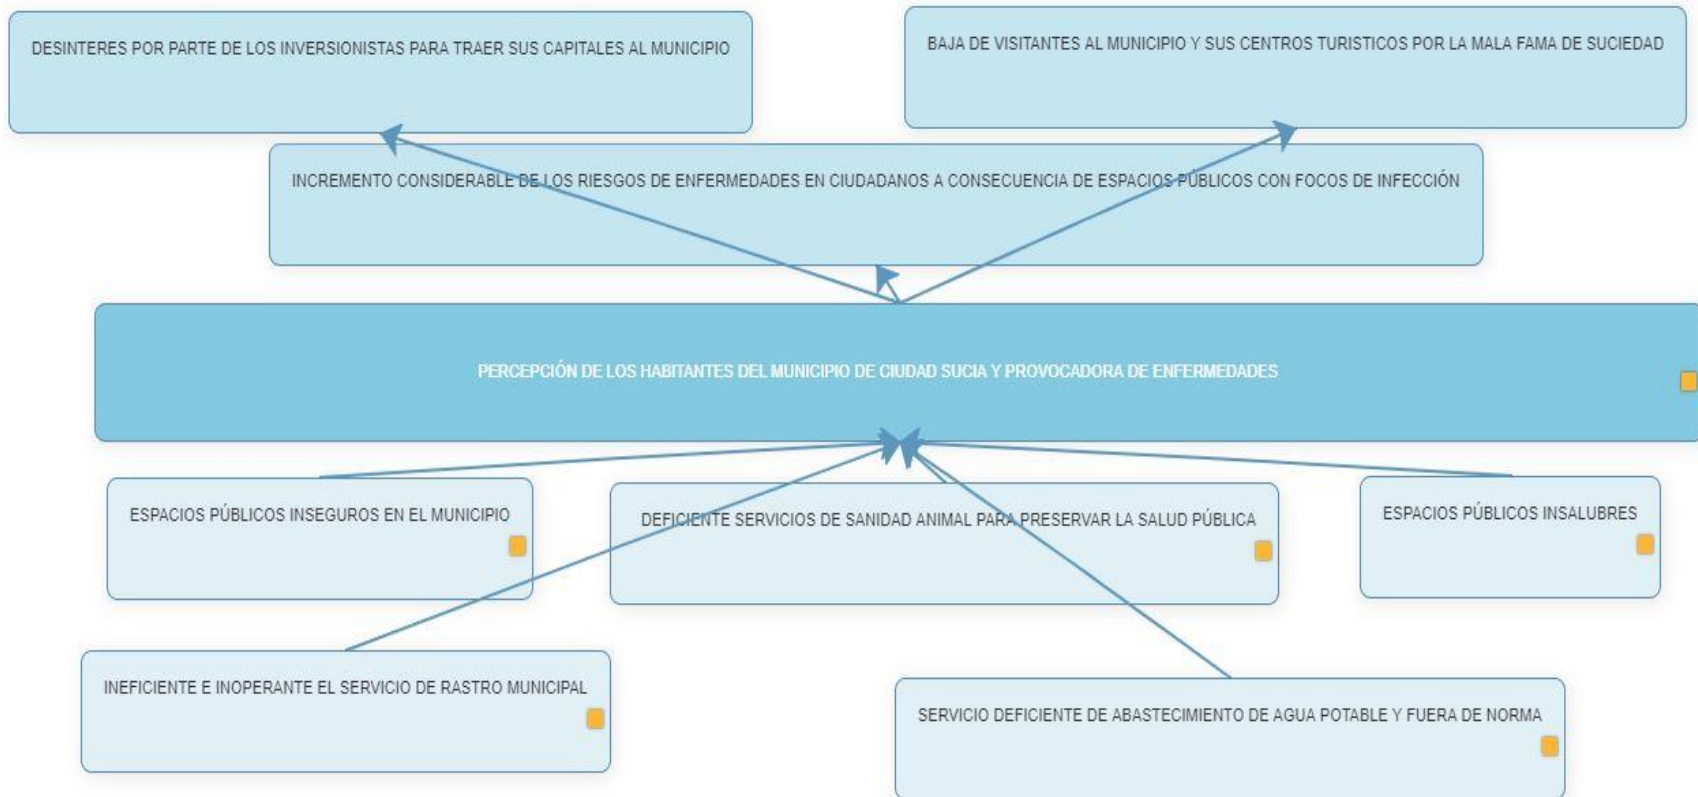 DESINTERES POR PARTE DE LOS INVERSIONISTAS PARA TRAER SUS CAPITALES AL MUNICIPIO
BAJA DE VISITANTES AL MUNICIPIO Y SUS CENTROS TURISTICOS POR LA MALA FAMA DE SUCIEDAD
INCREMENTO CONSIDERABLE DE LOS RIESGOS DE ENFERMEDADES EN CIUDADANOS A CONSECUENCIA DE ESPACIOS PÚBLICOS CON FOCOS DE INFECCIÓN
PERCEPCIÓN DE LOS HABITANTES DEL MUNICIPIO DE CIUDAD SUCIA Y PROVOCADORA DE ENFERMEDADES
ESPACIOS PÚBLICOS INSEGUROS EN EL MUNICIPIO
DEFICIENTE SERVICIOS DE SANIDAD ANIMAL PARA PRESERVAR LA SALUD PÚBLICA
ESPACIOS PÚBLICOS INSALUBRES
INEFICIENTE E INOPERANTE EL SERVICIO DE RASTRO MUNICIPAL
SERVICIO DEFICIENTE DE ABASTECIMIENTO DE AGUA POTABLE Y FUERA DE NORMA